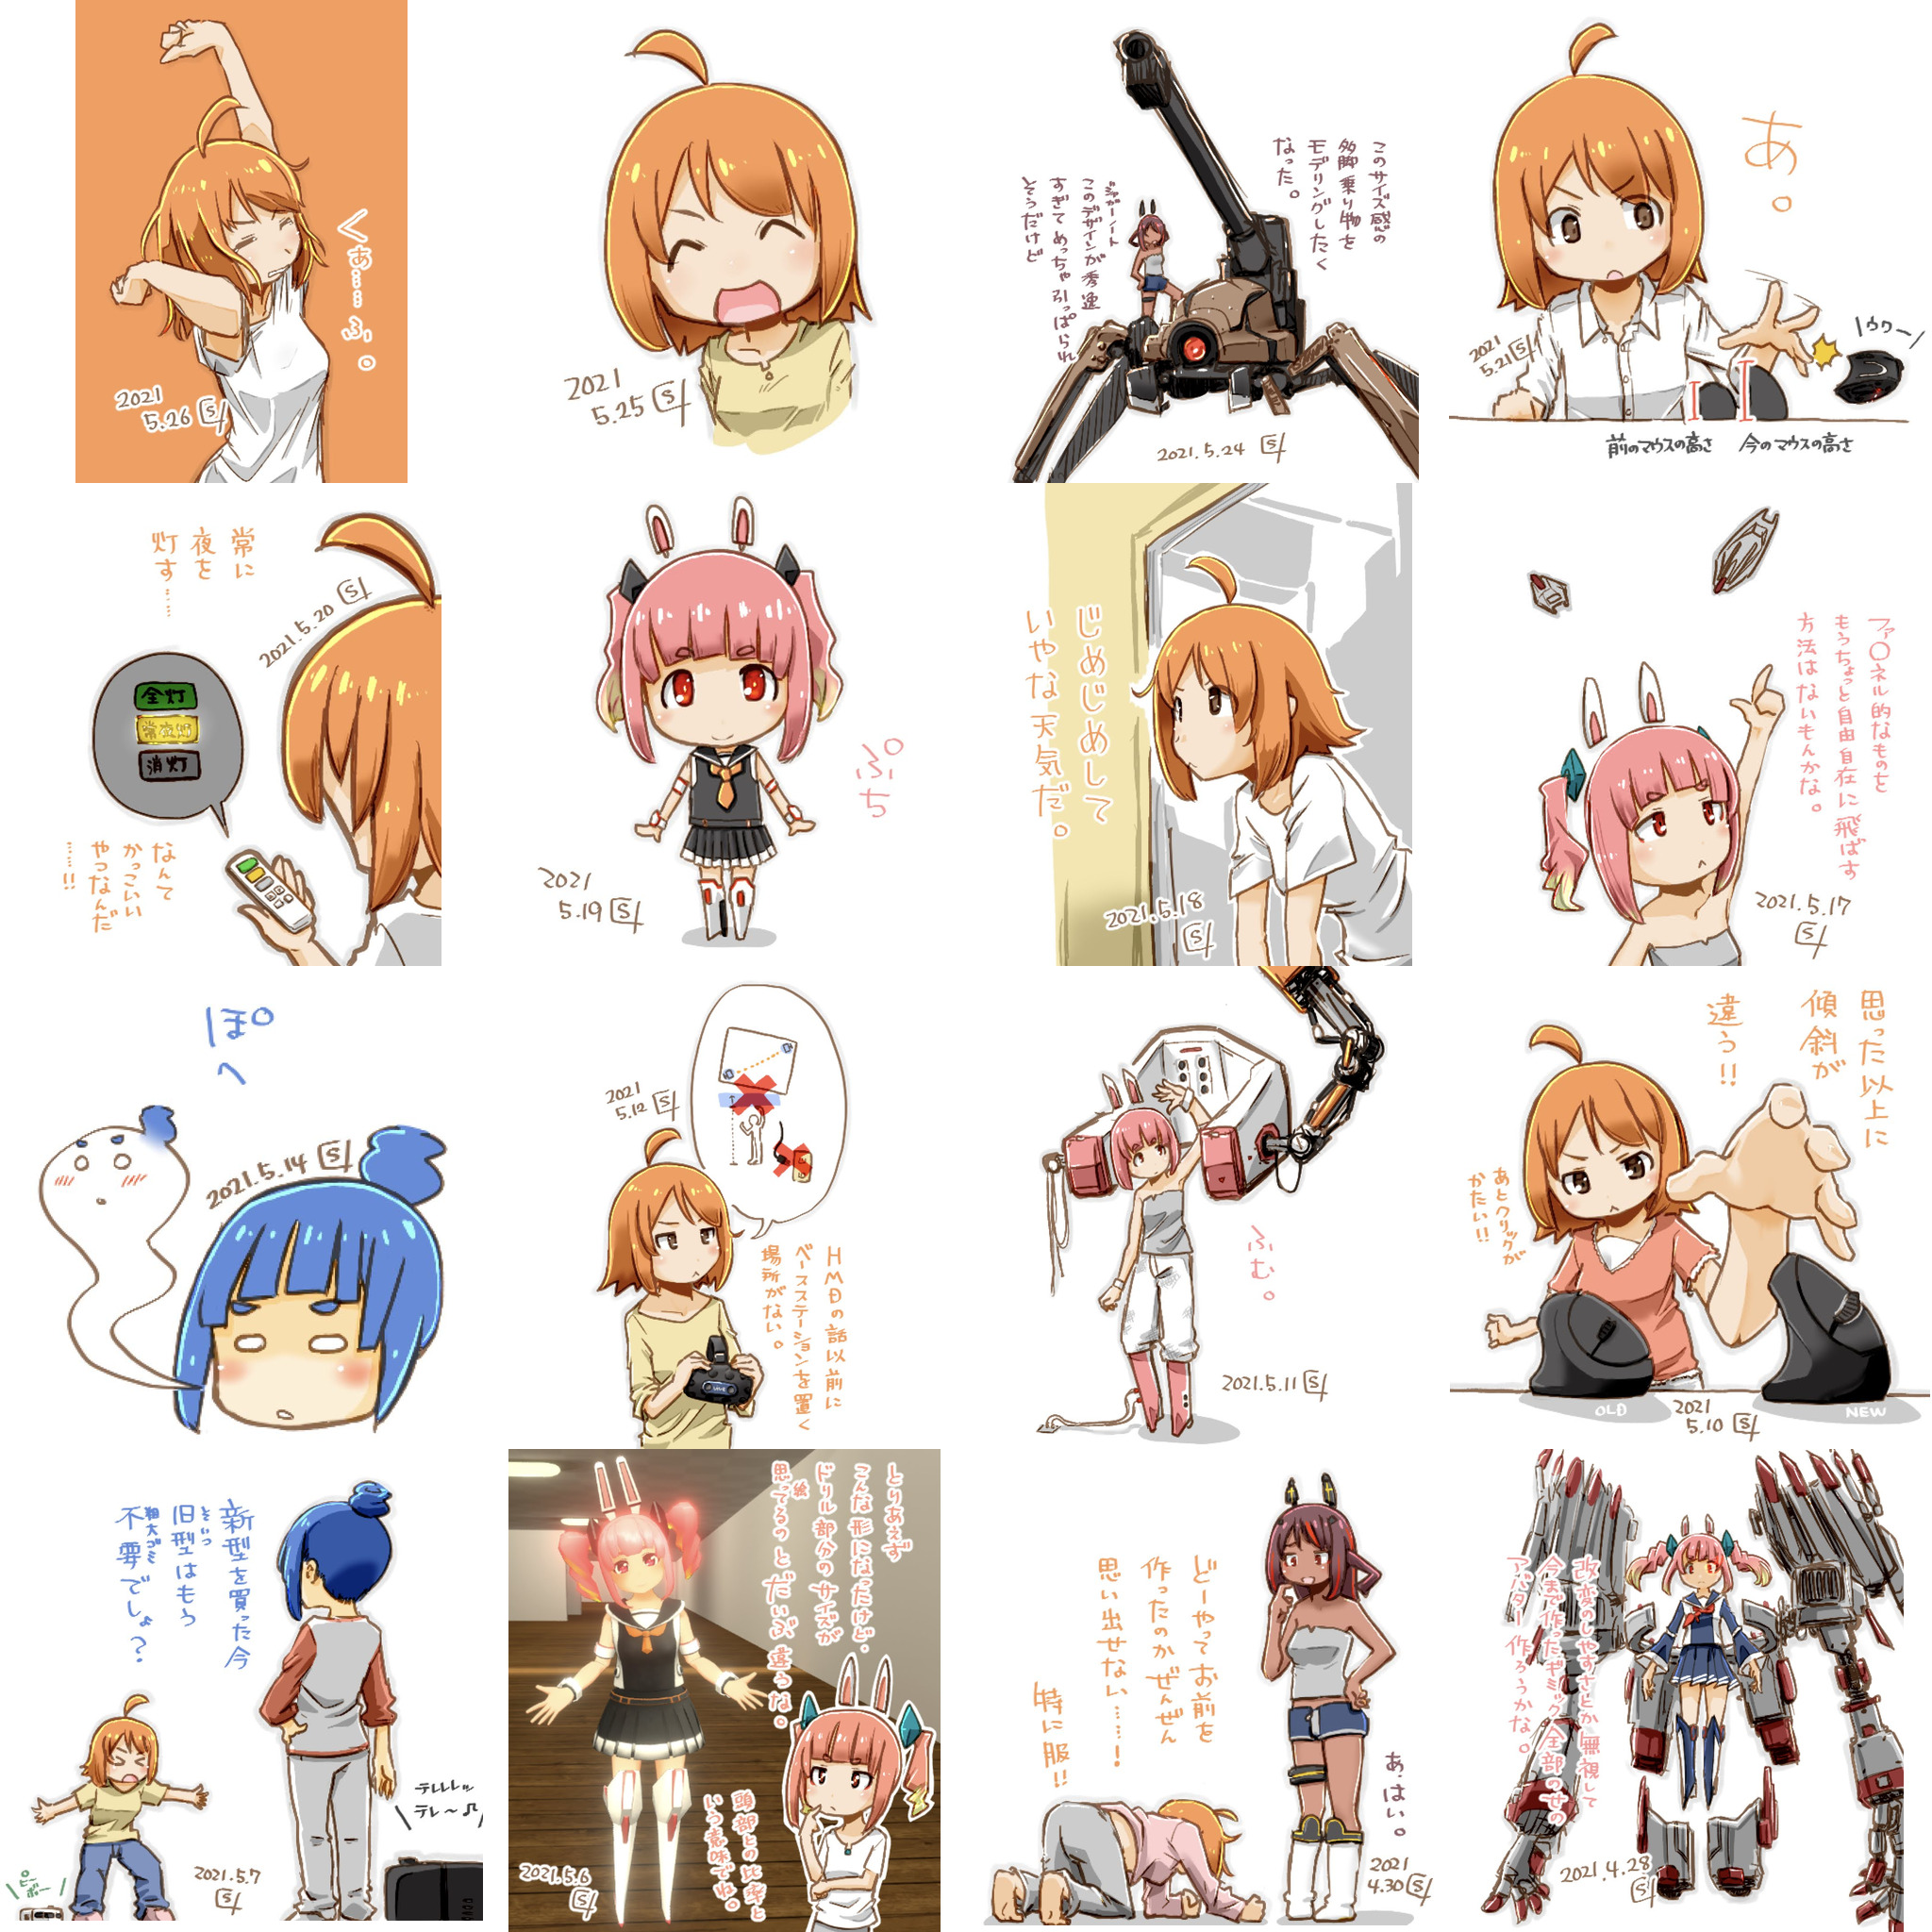 くあ……ふ。
2021
5.26 S
2021
5.25 S
このサイズ感の
多脚乗り物を
モデリングしたく
なった。
ジャガーノート
このデザインが秀逸
すぎてめっちゃ引っぱられ
そうだけど
2021.5.24 S
あ。
\ウワー/
2021
5.21 S
前のマウスの高さ
今のマウスの高さ
常に
夜を
灯す……
2021.5.20 S
全灯
常夜灯
消灯
なんて
かっこいい
やつなんだ
……!!
ぷち
2021
5.19 S
じめじめして
いやな天気だ。
2021.5.18
S
ファ〇ネル的なものを
もうちょっと自由自在に飛ばす
方法はないもんかな。
2021.5.17
S
ぽへ
2021.5.14 S
2021
5.12 S
HMDの話以前に
ベースステーションを置く
場所がない。
ふむ。
2021.5.11 S
思った以上に
傾斜が
違う!!
あとクリックが
かたい!!
OLD
2021
5.10 S
NEW
新型を買った今
そいつ
旧型はもう
粗大ゴミ
不要でしょ?
テレレレッ
テレ〜♫
ピー
ボボー
2021.5.7
S
とりあえず
こんな形になったけど、
ドリル部分のサイズが
思ってるのとだいぶ違うな。
頭部との比率と
いう意味でね。
2021.5.6
S
どーやってお前を
作ったのかぜんぜん
思い出せない……!
特に服!!
あ、はい。
2021
4.30 S
改変のしやすさとか無視して
今まで作ったギミック全部のせの
アバター作ろうかな。
2021.4.28
S